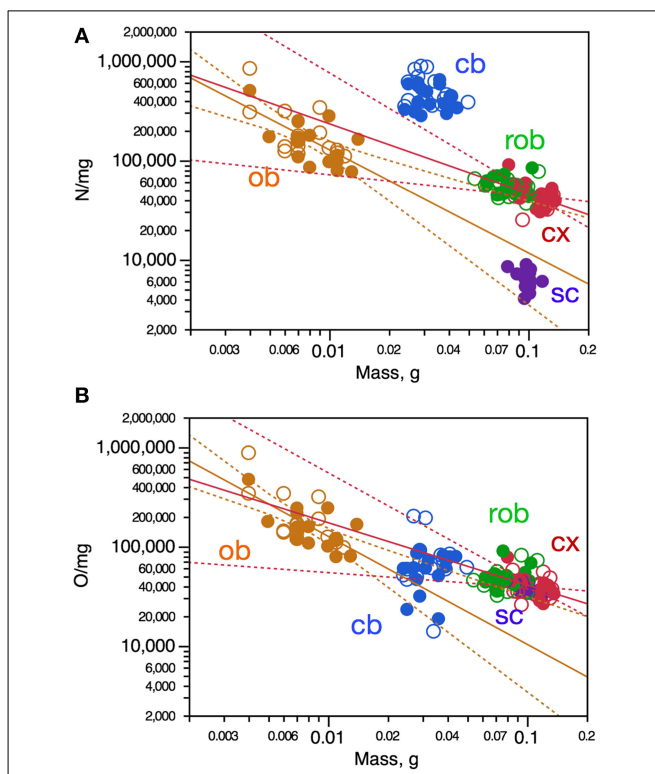 A
2,000,000
1,000,000
600,000
400,000
200,000
100,000
60,000
40,000
20,000
10,000
6,000
4,000
2,000
N/mg
cb
rob
ob
cx
sc
0.003
0.006
0.01
0.02
0.04
0.07
0.1
0.2
Mass, g
B
2,000,000
1,000,000
600,000
400,000
200,000
100,000
60,000
40,000
20,000
10,000
6,000
4,000
2,000
O/mg
rob
cx
ob
sc
cb
0.003
0.006
0.01
0.02
0.04
0.07
0.1
0.2
Mass, g